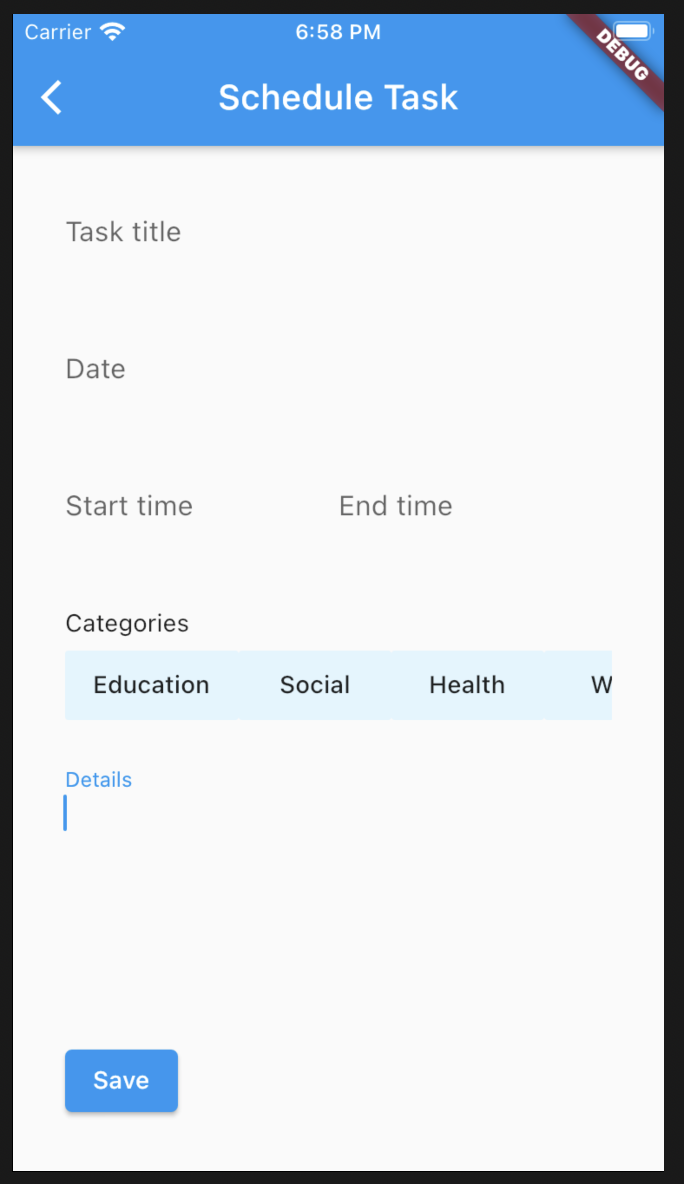 Carrier 6:58 PM
DEBUG
Schedule Task
Task title
Date
Start time End time
Categories
Education Social Health W
Details
Save